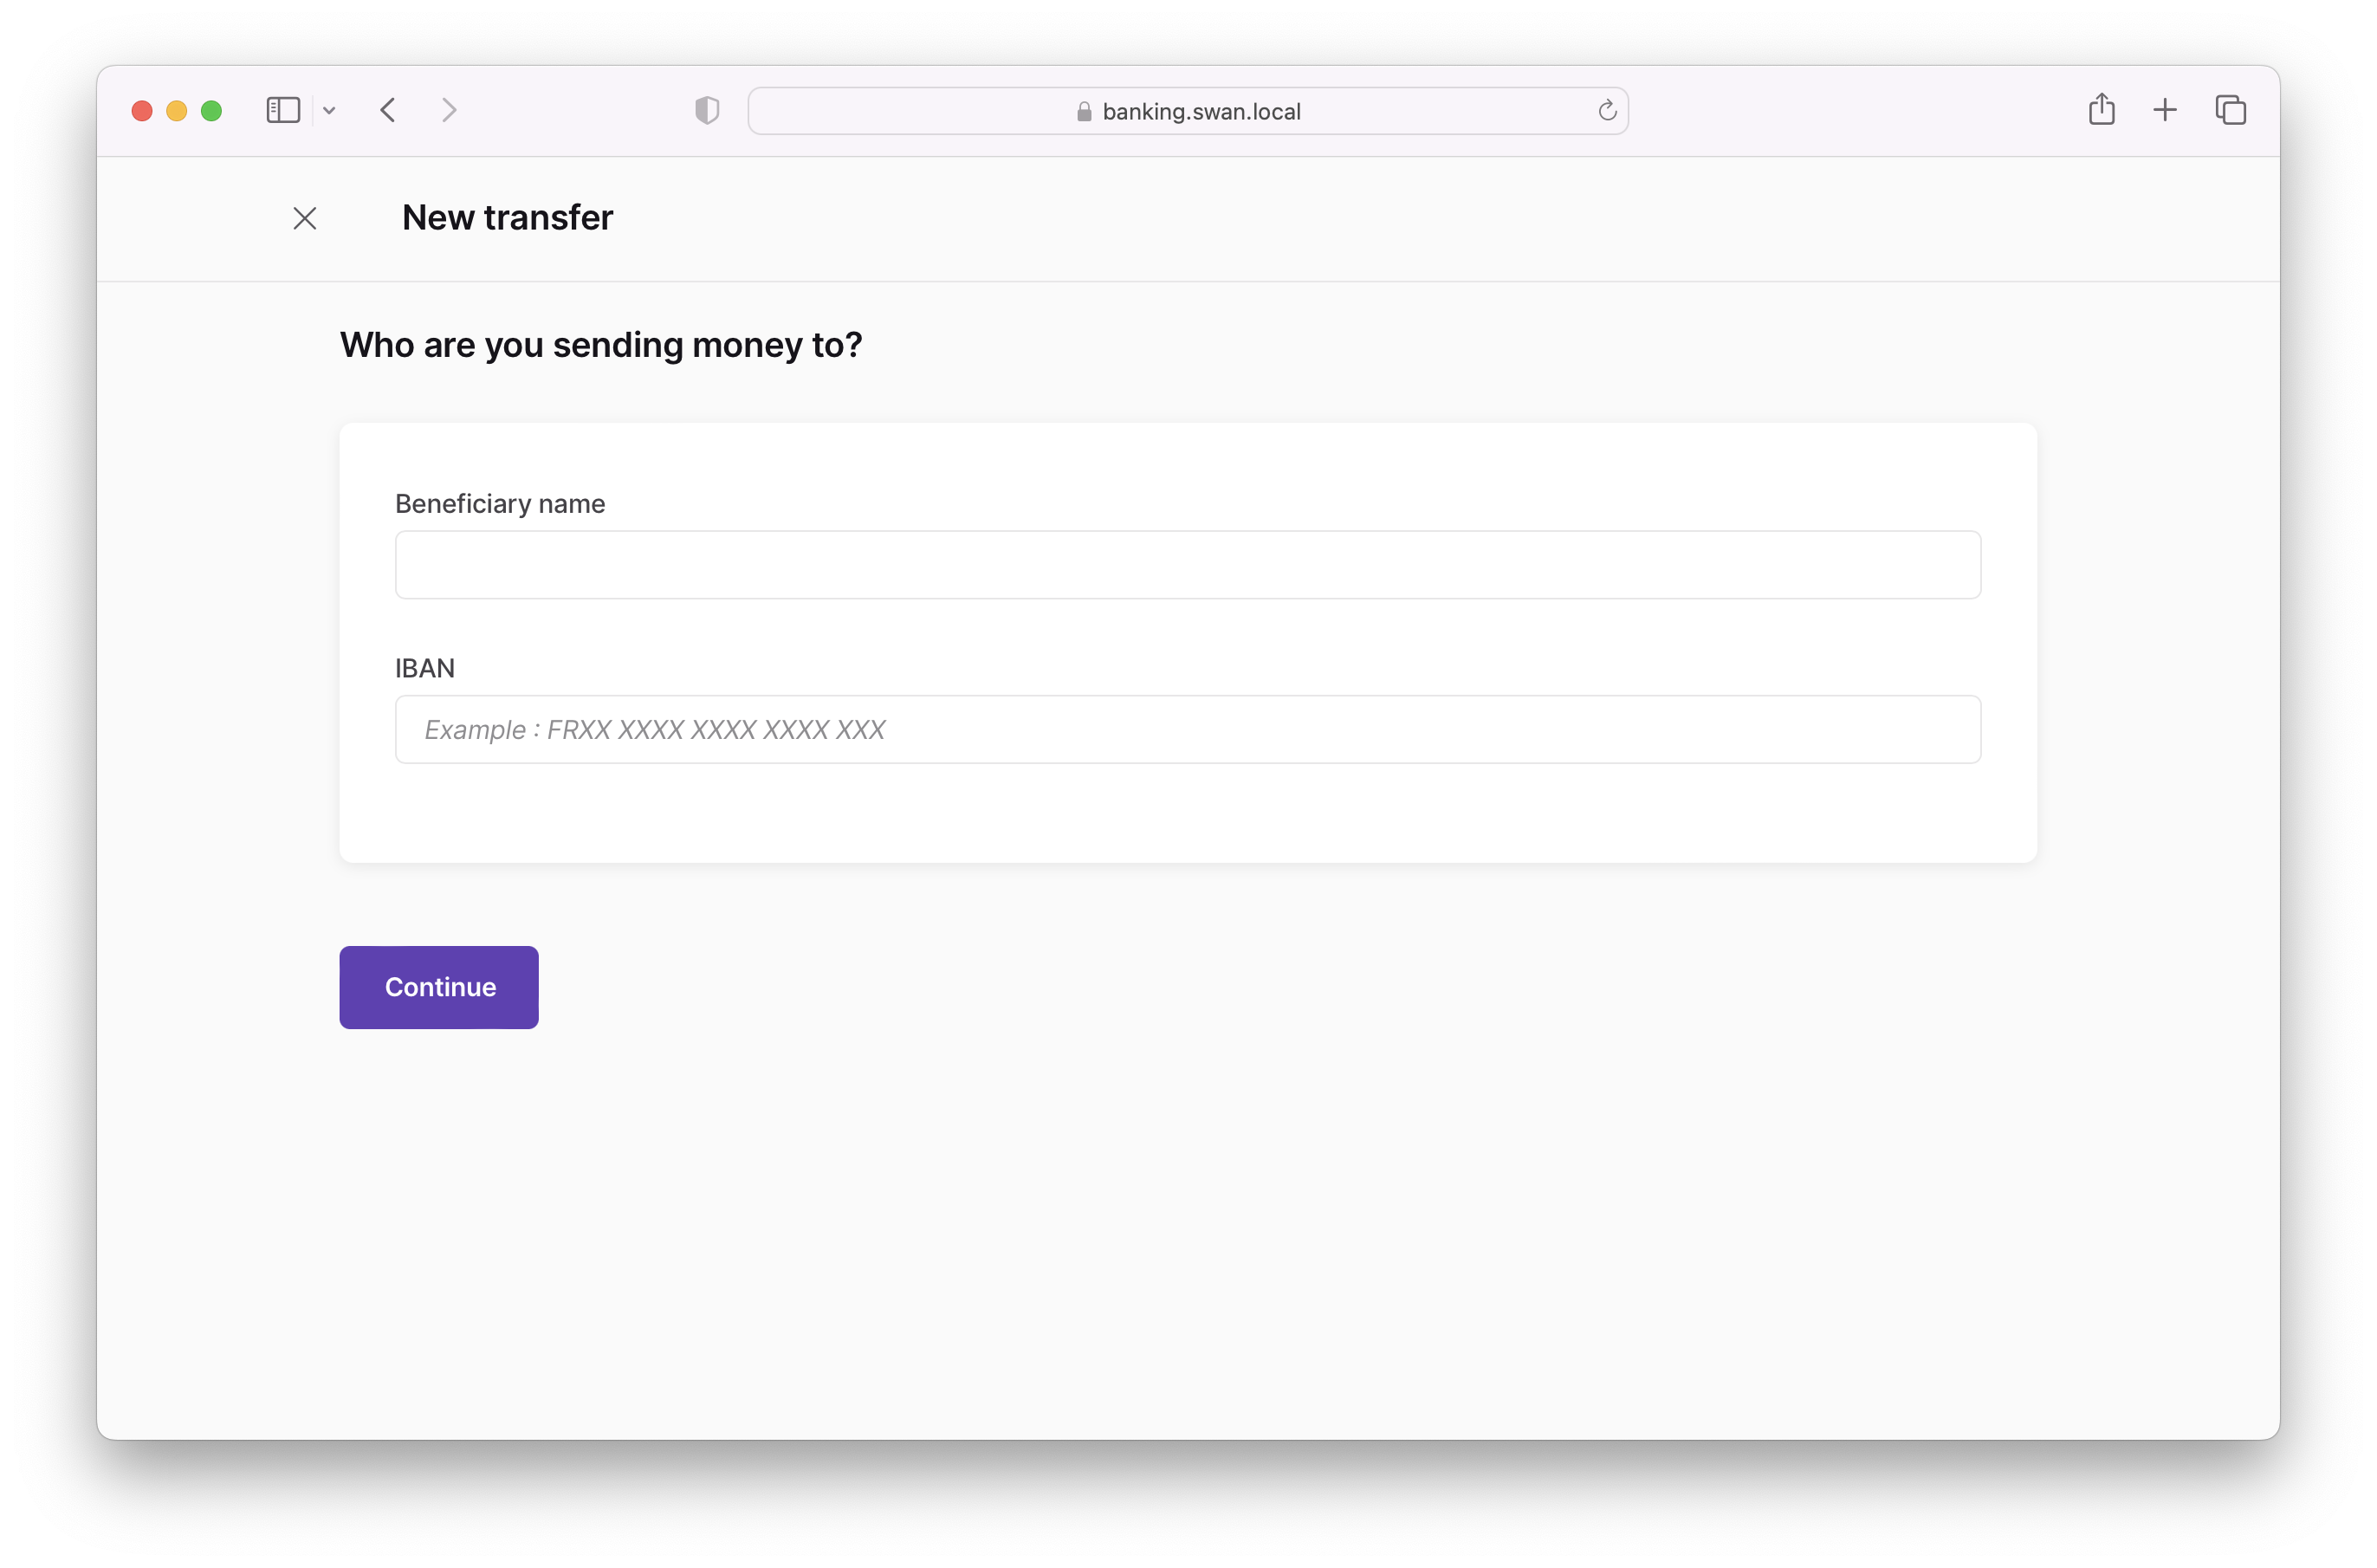 banking.swan.local
New transfer
Who are you sending money to?
Beneficiary name
IBAN
Example : FRXX XXXX XXXX XXXX XXX
Continue